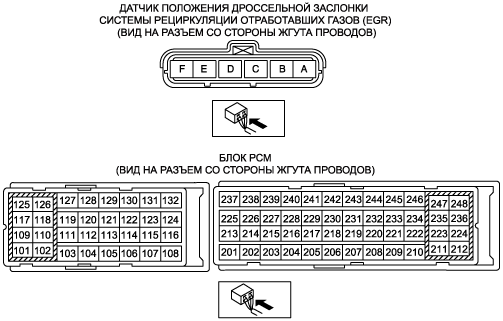 ДАТЧИК ПОЛОЖЕНИЯ ДРОССЕЛЬНОЙ ЗАСЛОНКИ
СИСТЕМЫ РЕЦИРКУЛЯЦИИ ОТРАБОТАВШИХ ГАЗОВ (EGR)
(ВИД НА РАЗЪЕМ СО СТОРОНЫ ЖГУТА ПРОВОДОВ)
F E D C B A
БЛОК PCM
(ВИД НА РАЗЪЕМ СО СТОРОНЫ ЖГУТА ПРОВОДОВ)
125 126 127 128 129 130 131 132
117 118 119 120 121 122 123 124
109 110 111 112 113 114 115 116
101 102 103 104 105 106 107 108
237 238 239 240 241 242 243 244 245 246 247 248
225 226 227 228 229 230 231 232 233 234 235 236
213 214 215 216 217 218 219 220 221 222 223 224
201 202 203 204 205 206 207 208 209 210 211 212